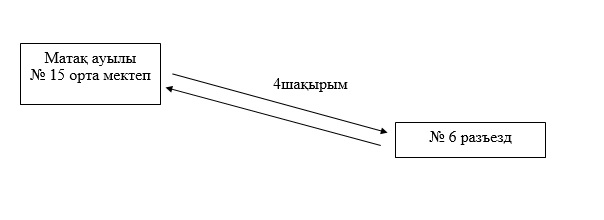 Матақ ауылы
№ 15 орта мектеп
4шақырым
№ 6 разъезд